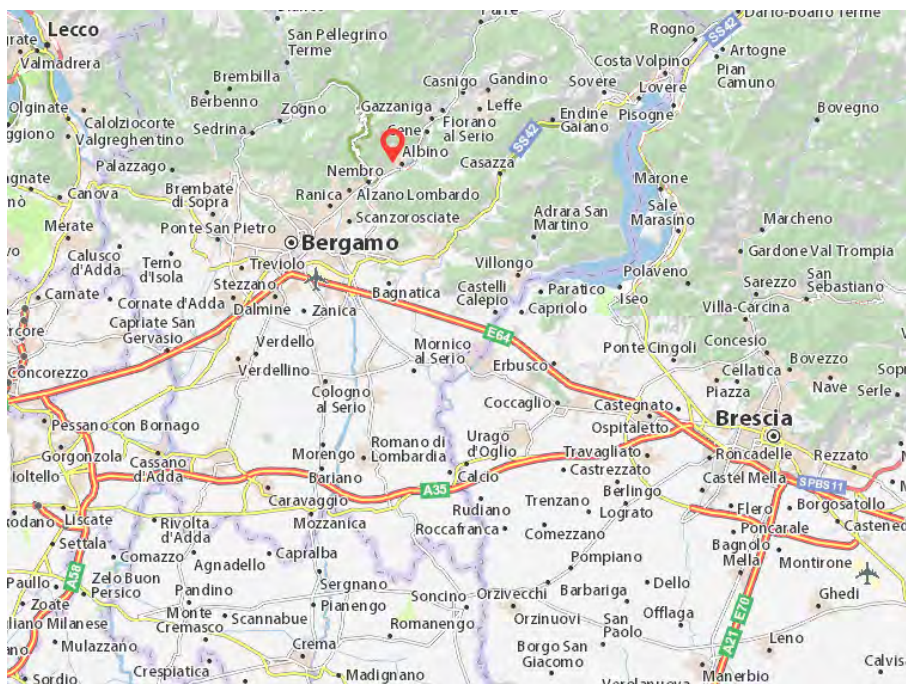 Lecco
Valmadrera
San Pellegrino
Terme
Parre
Rogno
Dario-Boario Terme
SS42
Artogne
Pian
Camuno
Costa Volpino
Brembilla
Berbenno
Zogno
Casnigo
Gandino
Sovere
Lovere
Pisogne
Bovegno
Olginate
Calolziocorte
Valgreghentino
Sedrina
Gazzaniga
Leffe
Fiorano
al Serio
Cene
Endine
Gaiano
SS42
Palazzago
Albino
Casazza
Nembro
Marone
Canova
Brembate
di Sopra
Ranica
Alzano Lombardo
Sale
Marasino
Merate
Scanzorosciate
Adrara San
Martino
Marcheno
Ponte San Pietro
Bergamo
Gardone Val Trompia
Calusco
d'Adda
Terno
d'Isola
Treviolo
Villongo
Polaveno
Sarezzo
San
Sebastiano
Carnate
Stezzano
Bagnatica
Castelli
Calepio
Paratico
Iseo
Cornate d'Adda
Dalmine
Zanica
Capriolo
Villa-Carcina
Capriate San
Gervasio
E64
Concesio
Verdello
Mornico
al Serio
Ponte Cingoli
Bovezzo
Concorezzo
Verdellino
Erbusco
Cellatica
Nave
Serle
Cologno
al Serio
Piazza
Coccaglio
Castegnato
Brescia
Pessano con Bornago
Ospitaletto
Gorgonzola
Romano di
Lombardia
Urago
d'Oglio
Travagliato
Roncadelle
Rezzato
Cassano
d'Adda
Morengo
Bariano
Calcio
Castrezzato
Castel Mella
SPBS11
A35
Caravaggio
Rudiano
Trenzano
Berlingo
Lograto
Flero
Borgosatollo
Liscate
Rivolta
d'Adda
Mozzanica
Roccafranca
Comezzano
Poncarale
Settala
Comazzo
Capralba
Pompiano
Bagnolo
Mella
Montirone
Agnadello
A58
Paullo
Zelo Buon
Persico
Pandino
Sergnano
Soncino
Orzivecchi
Barbariga
Dello
Ghedi
Zoate
Monte
Cremasco
Scannabue
Pianengo
Romanengo
Orzinuovi
San
Paolo
Offlaga
A21
E70
Mulazzano
Crema
Borgo San
Giacomo
Leno
Crespiatica
Madignano
Manerbio
Sordio